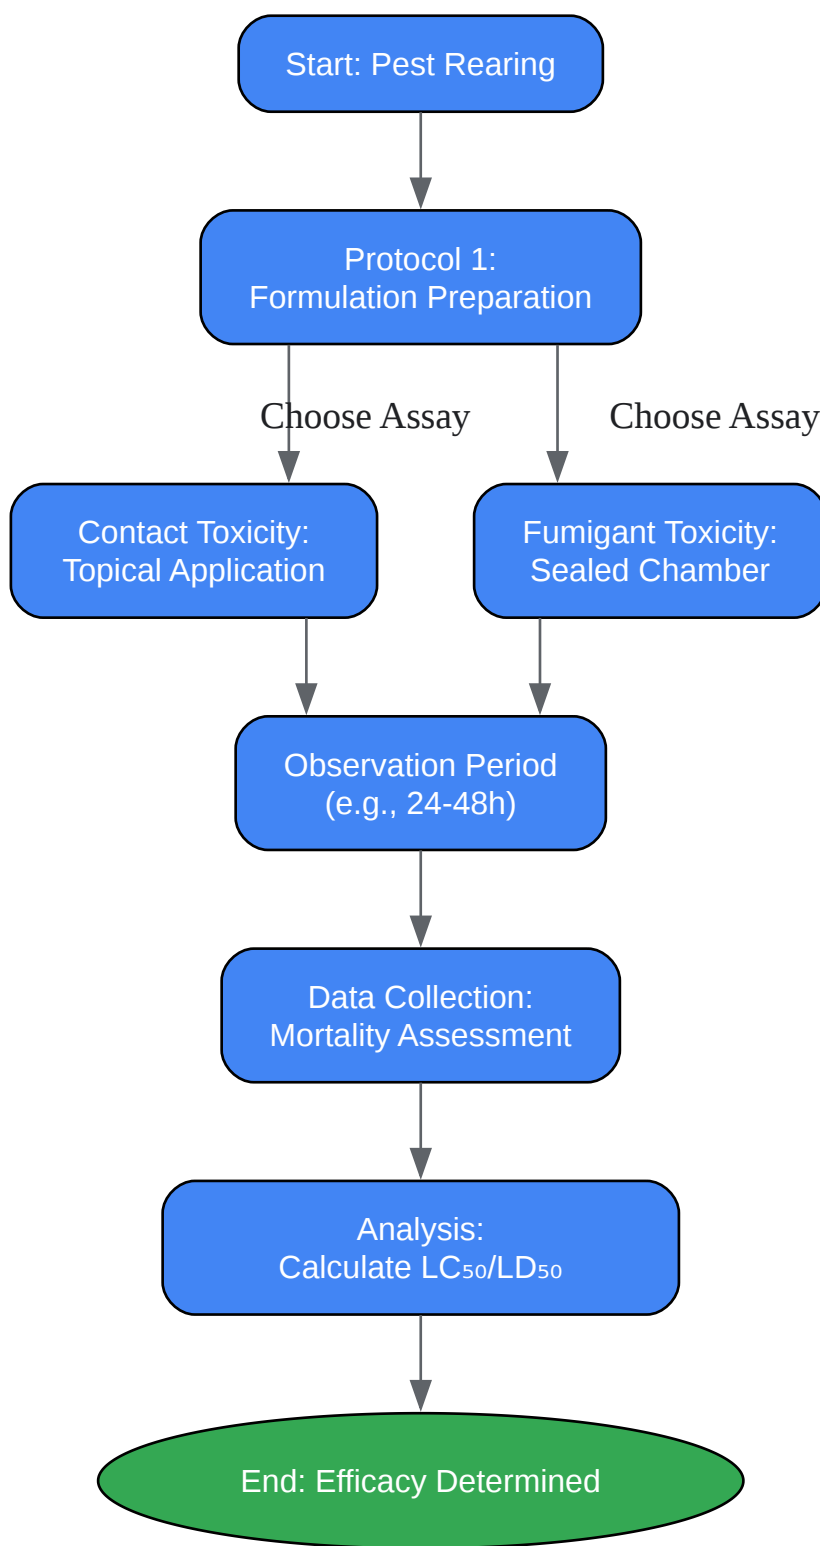 Start: Pest Rearing
Protocol 1:
Formulation Preparation
Choose Assay
Choose Assay
Contact Toxicity:
Topical Application
Fumigant Toxicity:
Sealed Chamber
Observation Period
(e.g., 24-48h)
Data Collection:
Mortality Assessment
Analysis:
Calculate LC₅₀/LD₅₀
End: Efficacy Determined